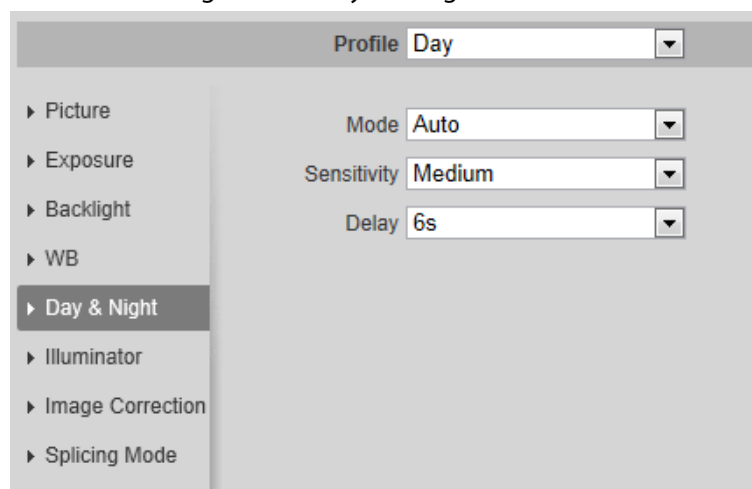 Profile Day
Picture
Mode Auto
Exposure
Sensitivity Medium
Backlight
Delay 6s
WB
Day & Night
Illuminator
Image Correction
Splicing Mode